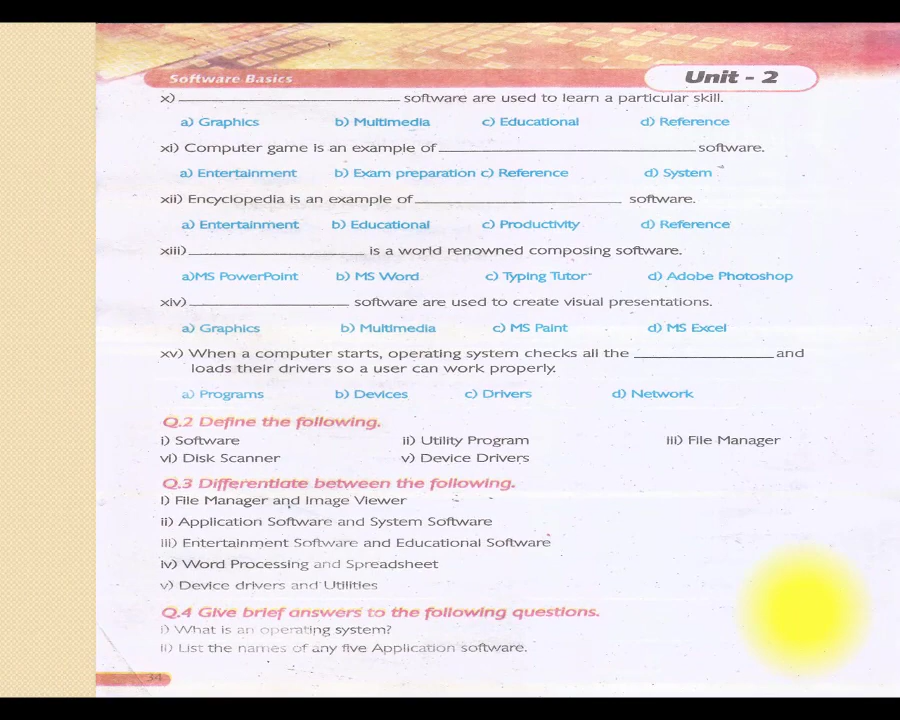 Software Basics
Unit - 2
x) ______________ software are used to learn a particular skill.
a) Graphics b) Multimedia c) Educational d) Reference
xi) Computer game is an example of ______________ software.
a) Entertainment b) Exam preparation c) Reference d) System
xii) Encyclopedia is an example of ______________ software.
a) Entertainment b) Educational c) Productivity d) Reference
xiii) ______________ is a world renowned composing software.
a)MS PowerPoint b) MS Word c) Typing Tutor d) Adobe Photoshop
xiv) ______________ software are used to create visual presentations.
a) Graphics b) Multimedia c) MS Paint d) MS Excel
xv) When a computer starts, operating system checks all the ______________ and
loads their drivers so a user can work properly.
a) Programs b) Devices c) Drivers d) Network
Q.2 Define the following.
i) Software ii) Utility Program iii) File Manager
vi) Disk Scanner v) Device Drivers
Q.3 Differentiate between the following.
i) File Manager and Image Viewer
ii) Application Software and System Software
iii) Entertainment Software and Educational Software
iv) Word Processing and Spreadsheet
v) Device drivers and Utilities
Q.4 Give brief answers to the following questions.
i) What is an operating system?
ii) List the names of any five Application software.
34